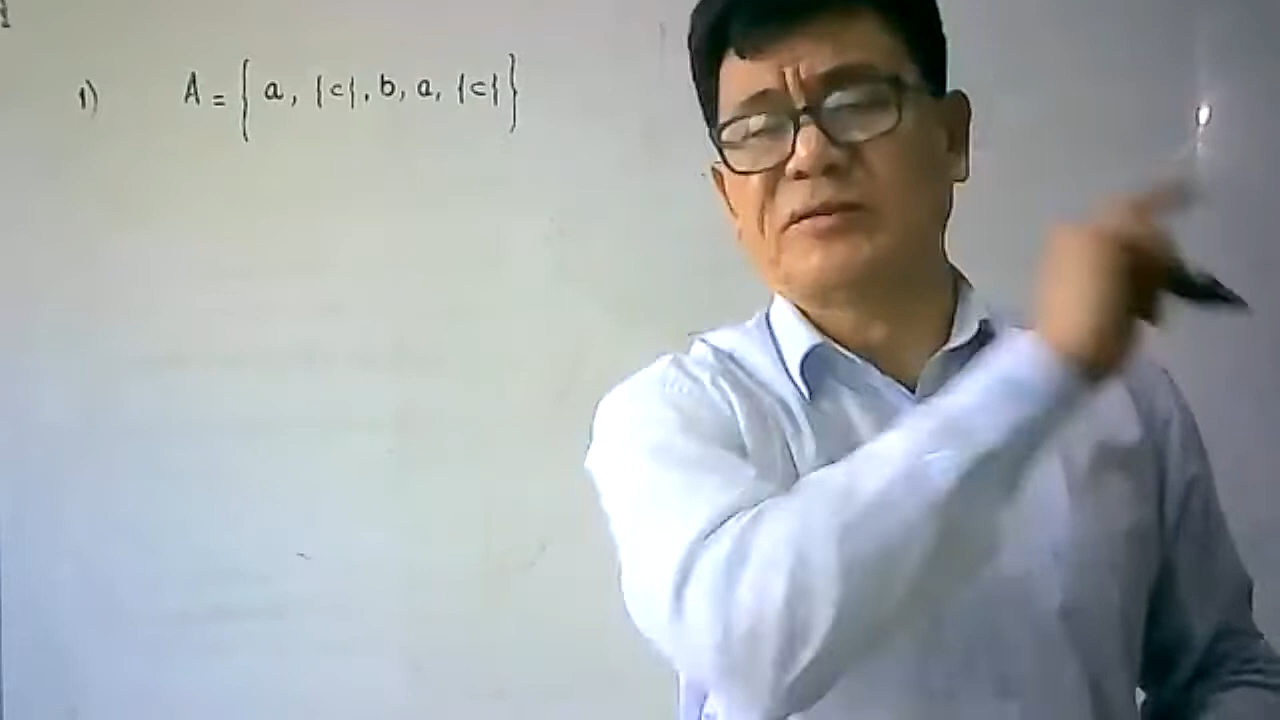 1) A = { a, {c}, b, a, {c} }